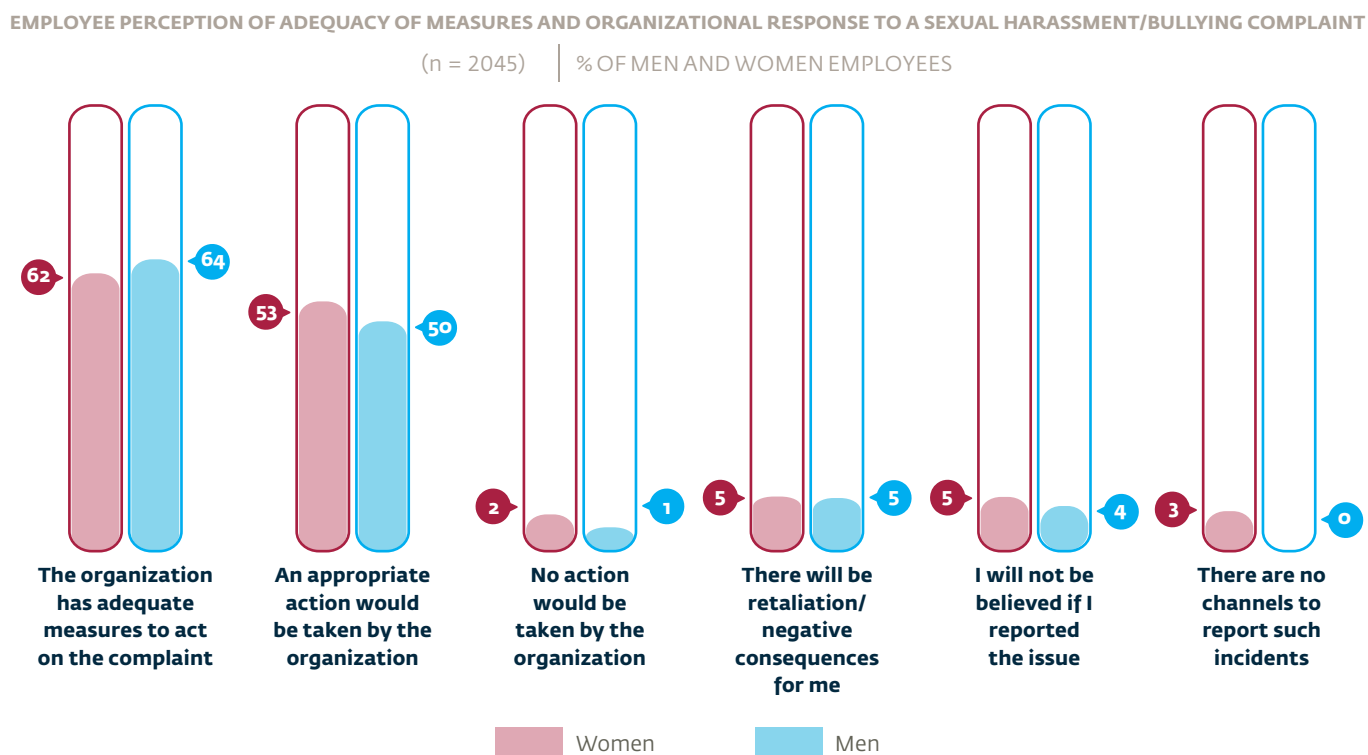 EMPLOYEE PERCEPTION OF ADEQUACY OF MEASURES AND ORGANIZATIONAL RESPONSE TO A SEXUAL HARASSMENT/BULLYING COMPLAINT
(n = 2045) % OF MEN AND WOMEN EMPLOYEES
62
64
53
50
2
1
5
5
5
4
3
0
The organization
has adequate
measures to act
on the complaint
An appropriate
action would
be taken by the
organization
No action
would be
taken by the
organization
There will be
retaliation/
negative
consequences
for me
I will not be
believed if I
reported
the issue
There are no
channels to
report such
incidents
Women
Men